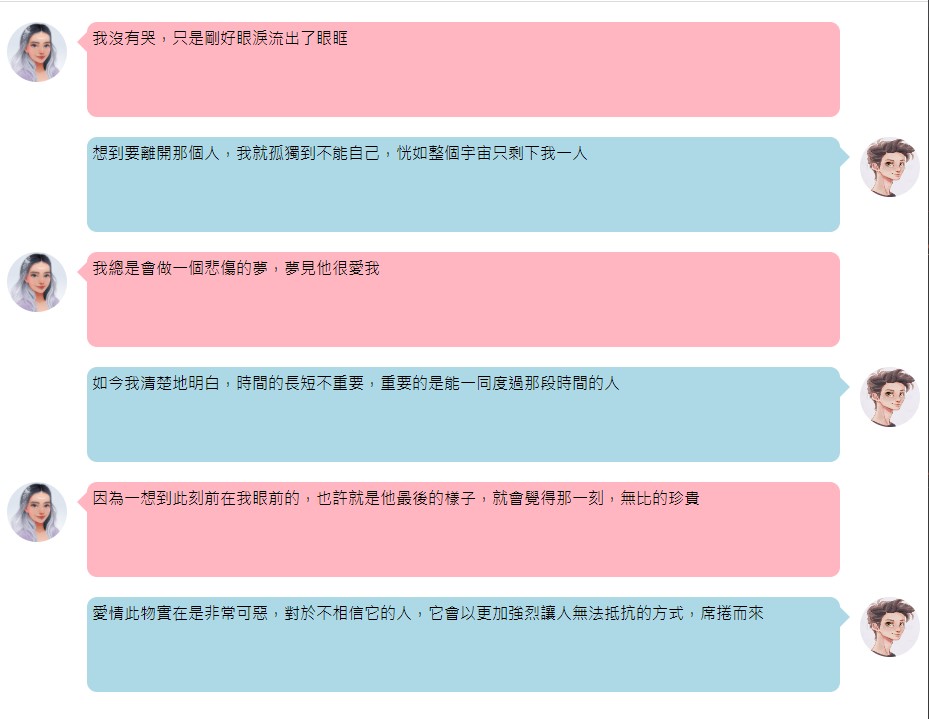 我沒有哭，只是剛好眼淚流出了眼眶
想到要離開那個人，我就孤獨到不能自己，恍如整個宇宙只剩下我一人
我總是會做一個悲傷的夢，夢見他很愛我
如今我清楚地明白，時間的長短不重要，重要的是能一同度過那段時間的人
因為一想到此刻前在我眼前的，也許就是他最後的樣子，就會覺得那一刻，無比的珍貴
愛情此物實在是非常可惡，對於不相信它的人，它會以更加強烈讓人無法抵抗的方式，席捲而來